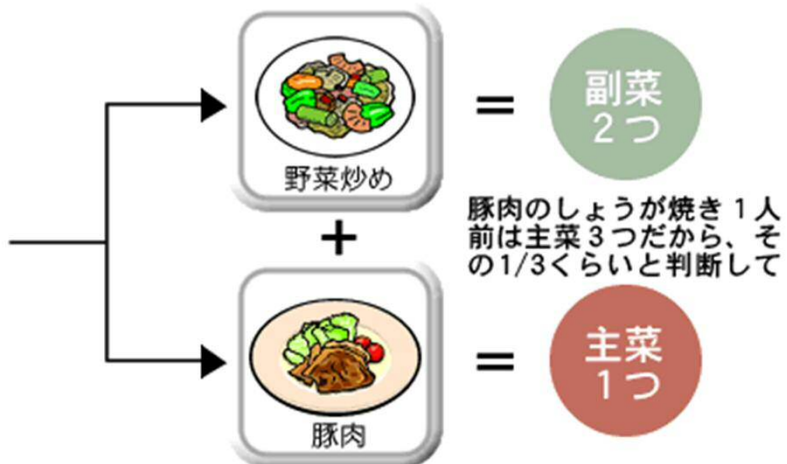 野菜炒め
=
副菜
2つ
+
豚肉のしょうが焼き1人
前は主菜3つだから、そ
の1/3くらいと判断して
豚肉
=
主菜
1つ